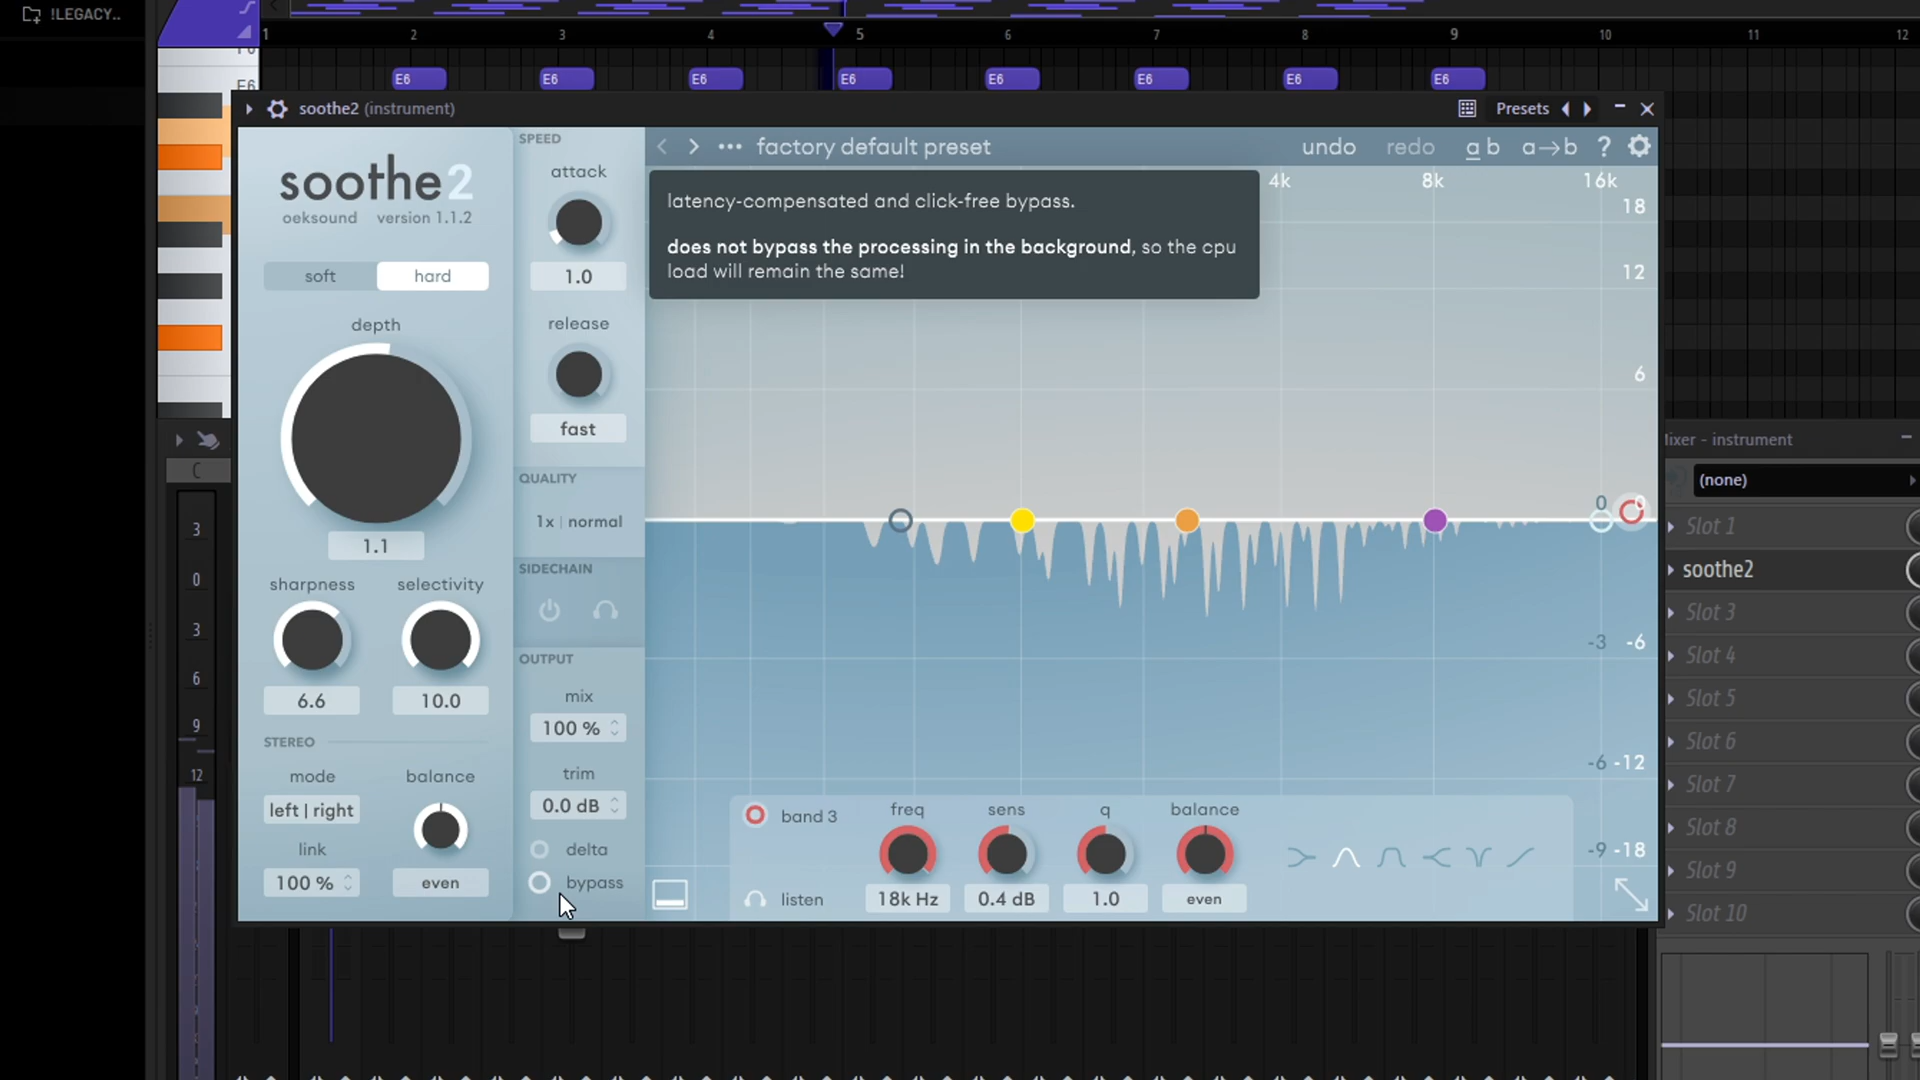 !LEGACY..
1 2 3 4 5 6 7 8 9 10 11 12
E6
E6 E6 E6 E6 E6 E6 E6 E6
soothe2 (instrument)
Presets
soothe2
oeksound version 1.1.2
soft hard
depth
1.1
sharpness selectivity
6.6 10.0
STEREO
mode balance
left | right
link
100 % even
SPEED
attack
1.0
release
fast
QUALITY
1x | normal
SIDECHAIN
OUTPUT
mix
100 %
trim
0.0 dB
delta
bypass
factory default preset
undo redo a b a→b ?
latency-compensated and click-free bypass.
does not bypass the processing in the background, so the cpu
load will remain the same!
4k 8k 16k
18
12
6
0 0
-3 -6
-6 -12
-9 -18
band 3
listen
freq sens q balance
18k Hz 0.4 dB 1.0 even
C
3
0
3
6
9
12
ixer - instrument
(none)
Slot 1
soothe2
Slot 3
Slot 4
Slot 5
Slot 6
Slot 7
Slot 8
Slot 9
Slot 10